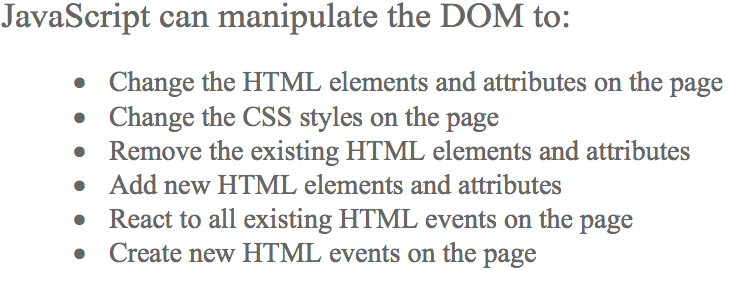 JavaScript can manipulate the DOM to:
• Change the HTML elements and attributes on the page
• Change the CSS styles on the page
• Remove the existing HTML elements and attributes
• Add new HTML elements and attributes
• React to all existing HTML events on the page
• Create new HTML events on the page